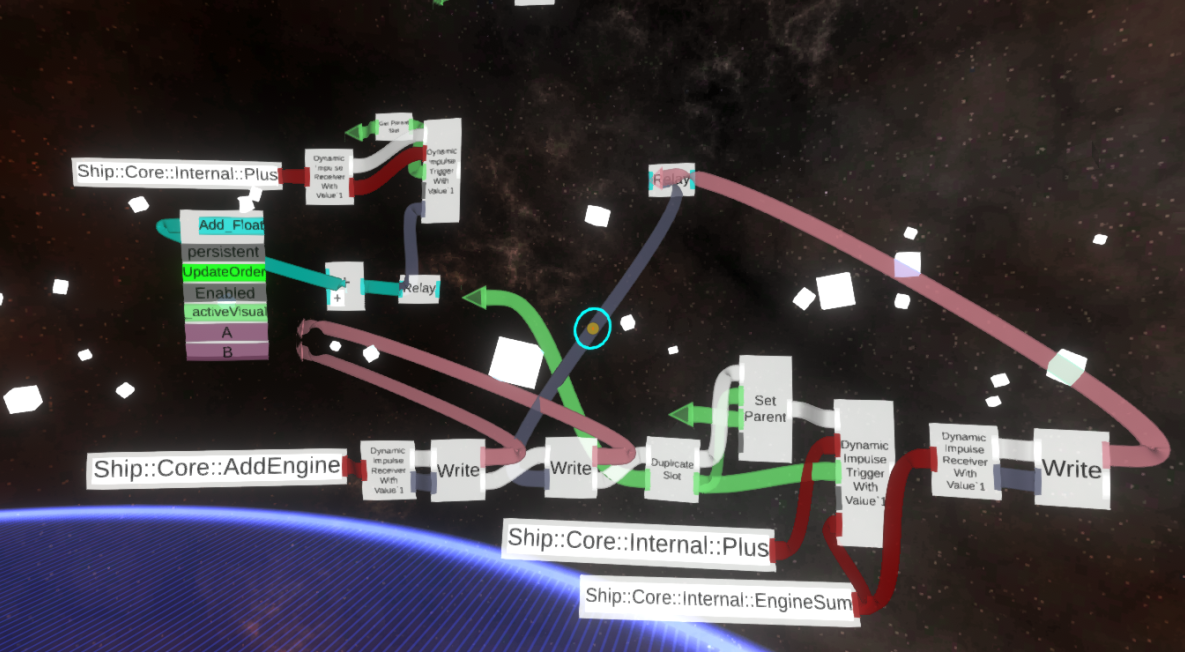 Ship::Core::Internal::Plus
Dynamic
Impulse
Receiver
With
Value`1
Dynamic
Impulse
Trigger
With
Value`1
Relay
Add_Float
persistent
UpdateOrder
Enabled
_activeVisual
A
B
+
+
Relay
Set
Parent
Ship::Core::AddEngine
Dynamic
Impulse
Receiver
With
Value`1
Write
Write
Duplicate
Slot
Dynamic
Impulse
Trigger
With
Value`1
Dynamic
Impulse
Receiver
With
Value`1
Write
Ship::Core::Internal::Plus
Ship::Core::Internal::EngineSum